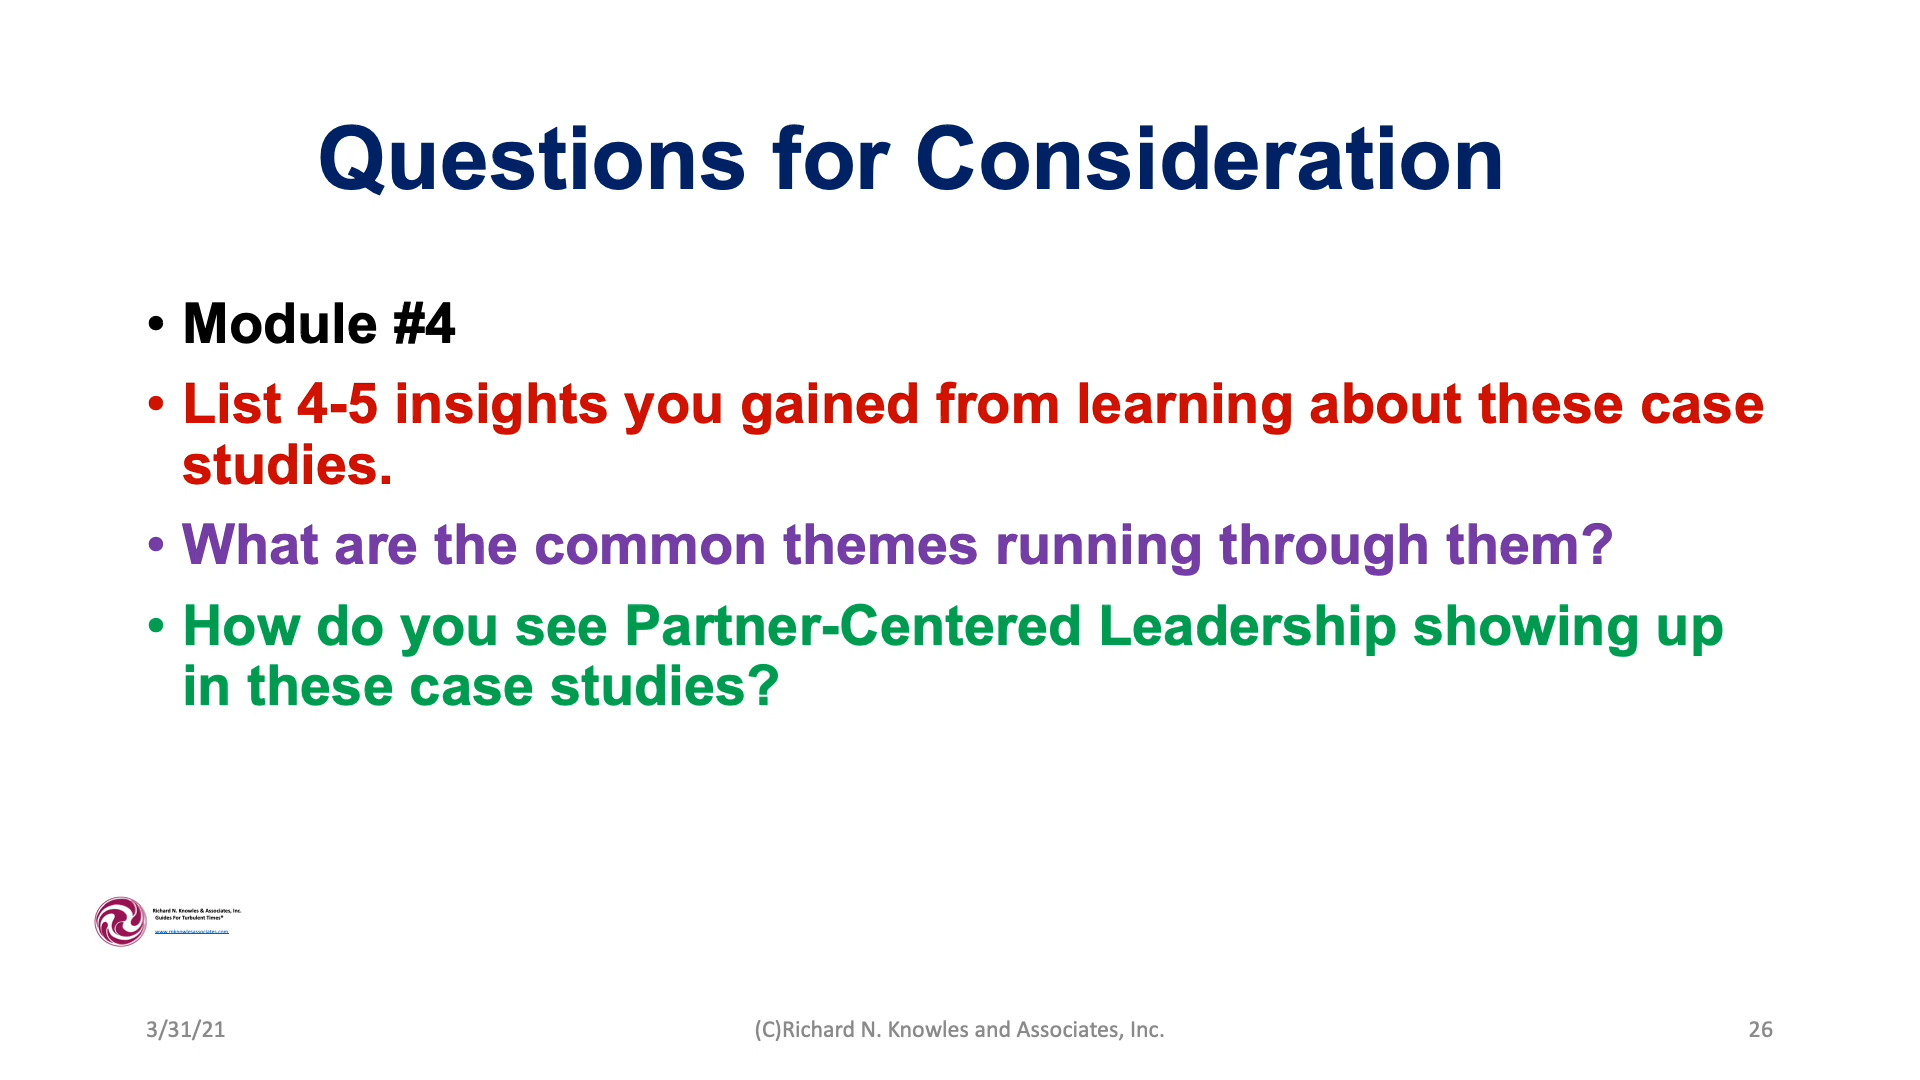 Questions for Consideration
• Module #4
• List 4-5 insights you gained from learning about these case
studies.
• What are the common themes running through them?
• How do you see Partner-Centered Leadership showing up
in these case studies?
Richard N. Knowles & Associates, Inc.
Guides For Turbulent Times®
www.rnknowlesassociates.com
3/31/21
(C)Richard N. Knowles and Associates, Inc.
26